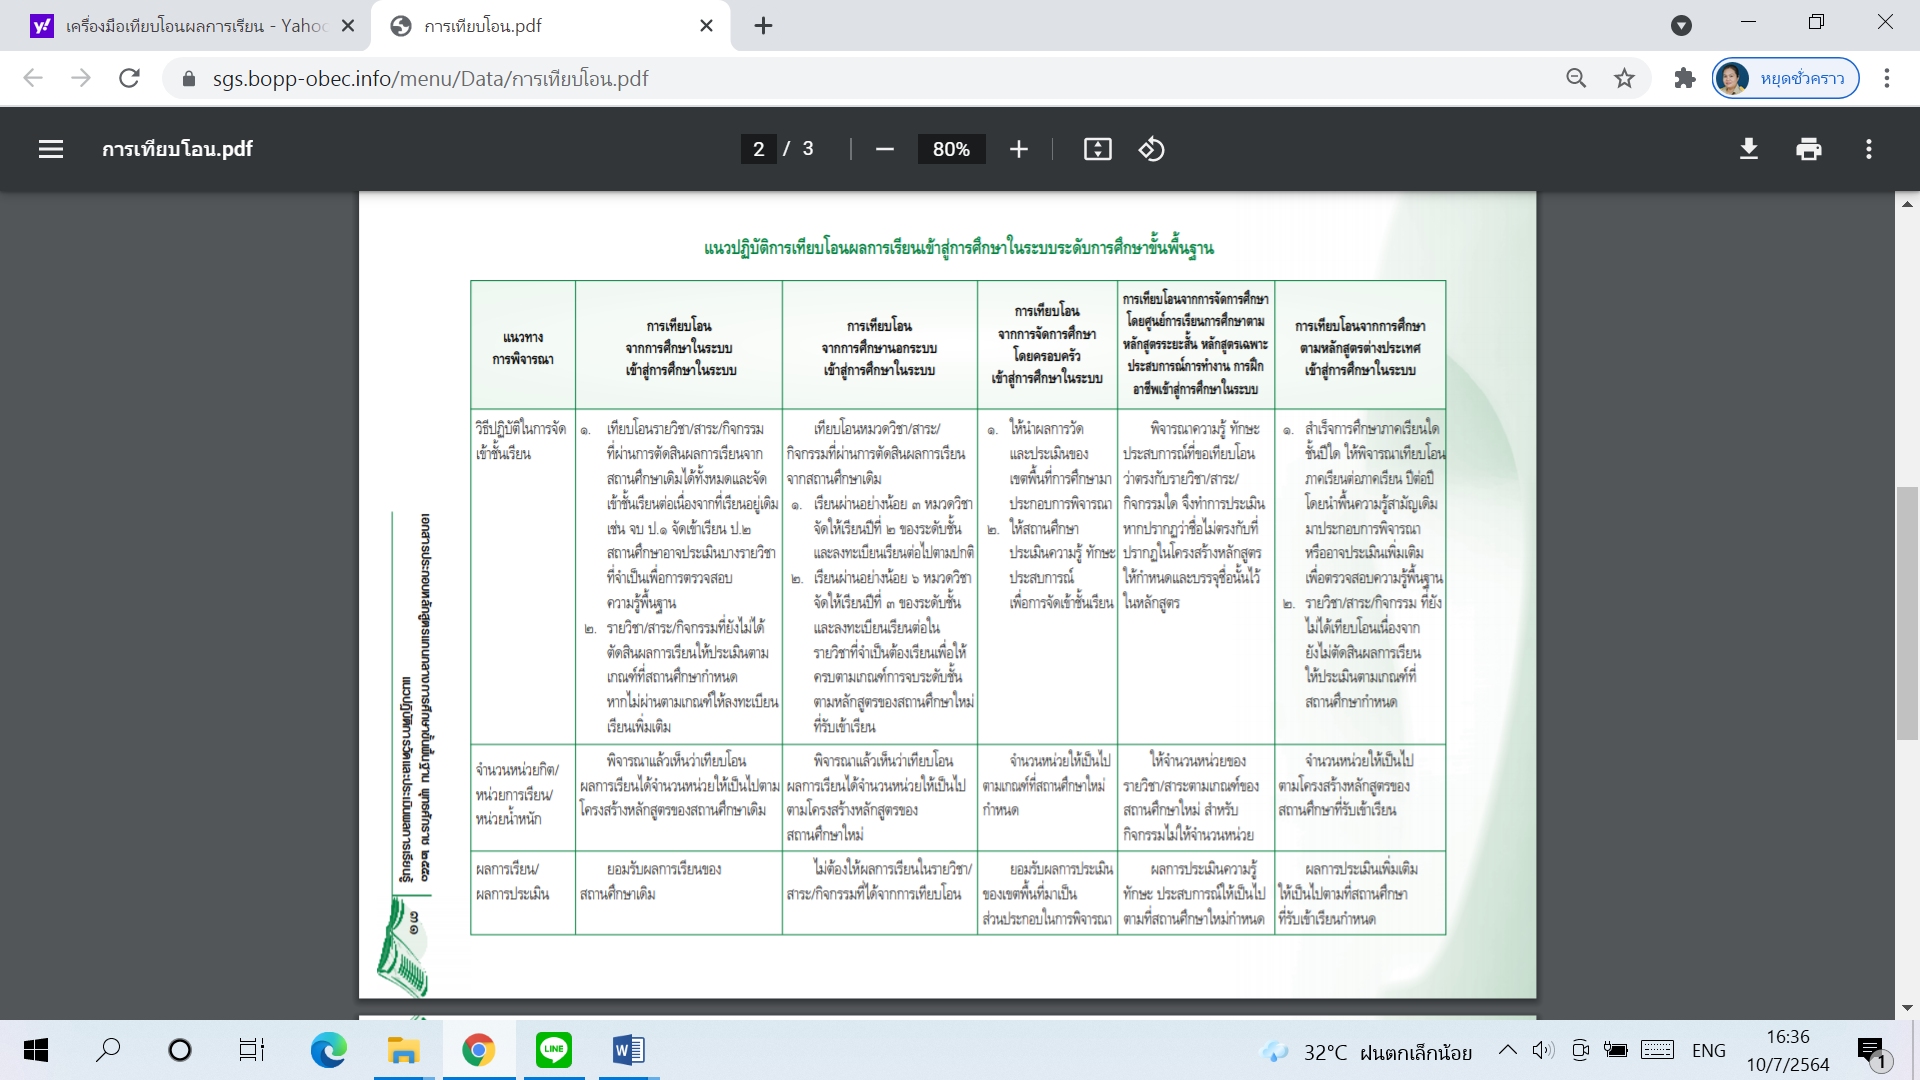 เครื่องมือเทียบโอนผลการเรียน - Yahoo
การเทียบโอน.pdf
sgs.bopp-obec.info/menu/Data/การเทียบโอน.pdf
หยุดชั่วคราว
การเทียบโอน.pdf
2 / 3
80%
แนวปฏิบัติการเทียบโอนผลการเรียนเข้าสู่การศึกษาในระบบระดับการศึกษาขั้นพื้นฐาน
แนวทาง
การพิจารณา
การเทียบโอน
จากการศึกษาในระบบ
เข้าสู่การศึกษาในระบบ
การเทียบโอน
จากการศึกษานอกระบบ
เข้าสู่การศึกษาในระบบ
การเทียบโอน
จากการจัดการศึกษา
โดยครอบครัว
เข้าสู่การศึกษาในระบบ
การเทียบโอนจากการจัดการศึกษา
โดยศูนย์การเรียนการศึกษาตาม
หลักสูตรระยะสั้น หลักสูตรเฉพาะ
ประสบการณ์การทำงาน การฝึก
อาชีพเข้าสู่การศึกษาในระบบ
การเทียบโอนจากการศึกษา
ตามหลักสูตรต่างประเทศ
เข้าสู่การศึกษาในระบบ
วิธีปฏิบัติในการจัด
เข้าชั้นเรียน
๑. เทียบโอนรายวิชา/สาระ/กิจกรรม
ที่ผ่านการตัดสินผลการเรียนจาก
สถานศึกษาเดิมได้ทั้งหมดและจัด
เข้าชั้นเรียนต่อเนื่องจากที่เรียนอยู่เดิม
เช่น จบ ป.๑ จัดเข้าเรียน ป.๒
สถานศึกษาอาจประเมินบางรายวิชา
ที่จำเป็นเพื่อการตรวจสอบ
ความรู้พื้นฐาน
๒. รายวิชา/สาระ/กิจกรรมที่ยังไม่ได้
ตัดสินผลการเรียนให้ประเมินตาม
เกณฑ์ที่สถานศึกษากำหนด
หากไม่ผ่านตามเกณฑ์ให้ลงทะเบียน
เรียนเพิ่มเติม
เทียบโอนหมวดวิชา/สาระ/
กิจกรรมที่ผ่านการตัดสินผลการเรียน
จากสถานศึกษาเดิม
๑. เรียนผ่านอย่างน้อย ๓ หมวดวิชา
จัดให้เรียนปีที่ ๒ ของระดับชั้น
และลงทะเบียนเรียนต่อไปตามปกติ
๒. เรียนผ่านอย่างน้อย ๖ หมวดวิชา
จัดให้เรียนปีที่ ๓ ของระดับชั้น
และลงทะเบียนเรียนต่อใน
รายวิชาที่จำเป็นต้องเรียนเพื่อให้
ครบตามเกณฑ์การจบระดับชั้น
ตามหลักสูตรของสถานศึกษาใหม่
ที่รับเข้าเรียน
๑. ให้นำผลการวัด
และประเมินของ
เขตพื้นที่การศึกษามา
ประกอบการพิจารณา
๒. ให้สถานศึกษา
ประเมินความรู้ ทักษะ
ประสบการณ์
เพื่อการจัดเข้าชั้นเรียน
พิจารณาความรู้ ทักษะ
ประสบการณ์ที่ขอเทียบโอน
ว่าตรงกับรายวิชา/สาระ/
กิจกรรมใด จึงทำการประเมิน
หากปรากฏว่าชื่อไม่ตรงกับที่
ปรากฏในโครงสร้างหลักสูตร
ให้กำหนดและบรรจุชื่อนั้นไว้
ในหลักสูตร
๑. สำเร็จการศึกษาภาคเรียนใด
ชั้นปีใด ให้พิจารณาเทียบโอน
ภาคเรียนต่อภาคเรียน ปีต่อปี
โดยนำพื้นความรู้สามัญเดิม
มาประกอบการพิจารณา
หรืออาจประเมินเพิ่มเติม
เพื่อตรวจสอบความรู้พื้นฐาน
๒. รายวิชา/สาระ/กิจกรรม ที่ยัง
ไม่ได้เทียบโอนเนื่องจาก
ยังไม่ตัดสินผลการเรียน
ให้ประเมินตามเกณฑ์ที่
สถานศึกษากำหนด
จำนวนหน่วยกิต/
หน่วยการเรียน/
หน่วยน้ำหนัก
พิจารณาแล้วเห็นว่าเทียบโอน
ผลการเรียนได้จำนวนหน่วยให้เป็นไปตาม
โครงสร้างหลักสูตรของสถานศึกษาเดิม
พิจารณาแล้วเห็นว่าเทียบโอน
ผลการเรียนได้จำนวนหน่วยให้เป็นไป
ตามโครงสร้างหลักสูตรของ
สถานศึกษาใหม่
จำนวนหน่วยให้เป็นไป
ตามเกณฑ์ที่สถานศึกษาใหม่
กำหนด
ให้จำนวนหน่วยของ
รายวิชา/สาระตามเกณฑ์ของ
สถานศึกษาใหม่ สำหรับ
กิจกรรมไม่ให้จำนวนหน่วย
จำนวนหน่วยให้เป็นไป
ตามโครงสร้างหลักสูตรของ
สถานศึกษาที่รับเข้าเรียน
ผลการเรียน/
ผลการประเมิน
ยอมรับผลการเรียนของ
สถานศึกษาเดิม
ไม่ต้องให้ผลการเรียนในรายวิชา/
สาระ/กิจกรรมที่ได้จากการเทียบโอน
ยอมรับผลการประเมิน
ของเขตพื้นที่มาเป็น
ส่วนประกอบในการพิจารณา
ผลการประเมินความรู้
ทักษะ ประสบการณ์ให้เป็นไป
ตามที่สถานศึกษาใหม่กำหนด
ผลการประเมินเพิ่มเติม
ให้เป็นไปตามที่สถานศึกษา
ที่รับเข้าเรียนกำหนด
เอกสารประกอบหลักสูตรแกนกลางการศึกษาขั้นพื้นฐาน พุทธศักราช ๒๕๕๑
แนวปฏิบัติการวัดและประเมินผลการเรียนรู้
๓๑
LINE
32°C ฝนตกเล็กน้อย
ENG
16:36
10/7/2564
1